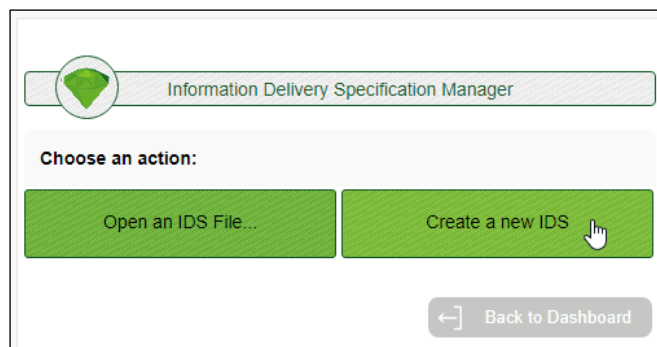 Information Delivery Specification Manager
Choose an action:
Open an IDS File...
Create a new IDS
Back to Dashboard